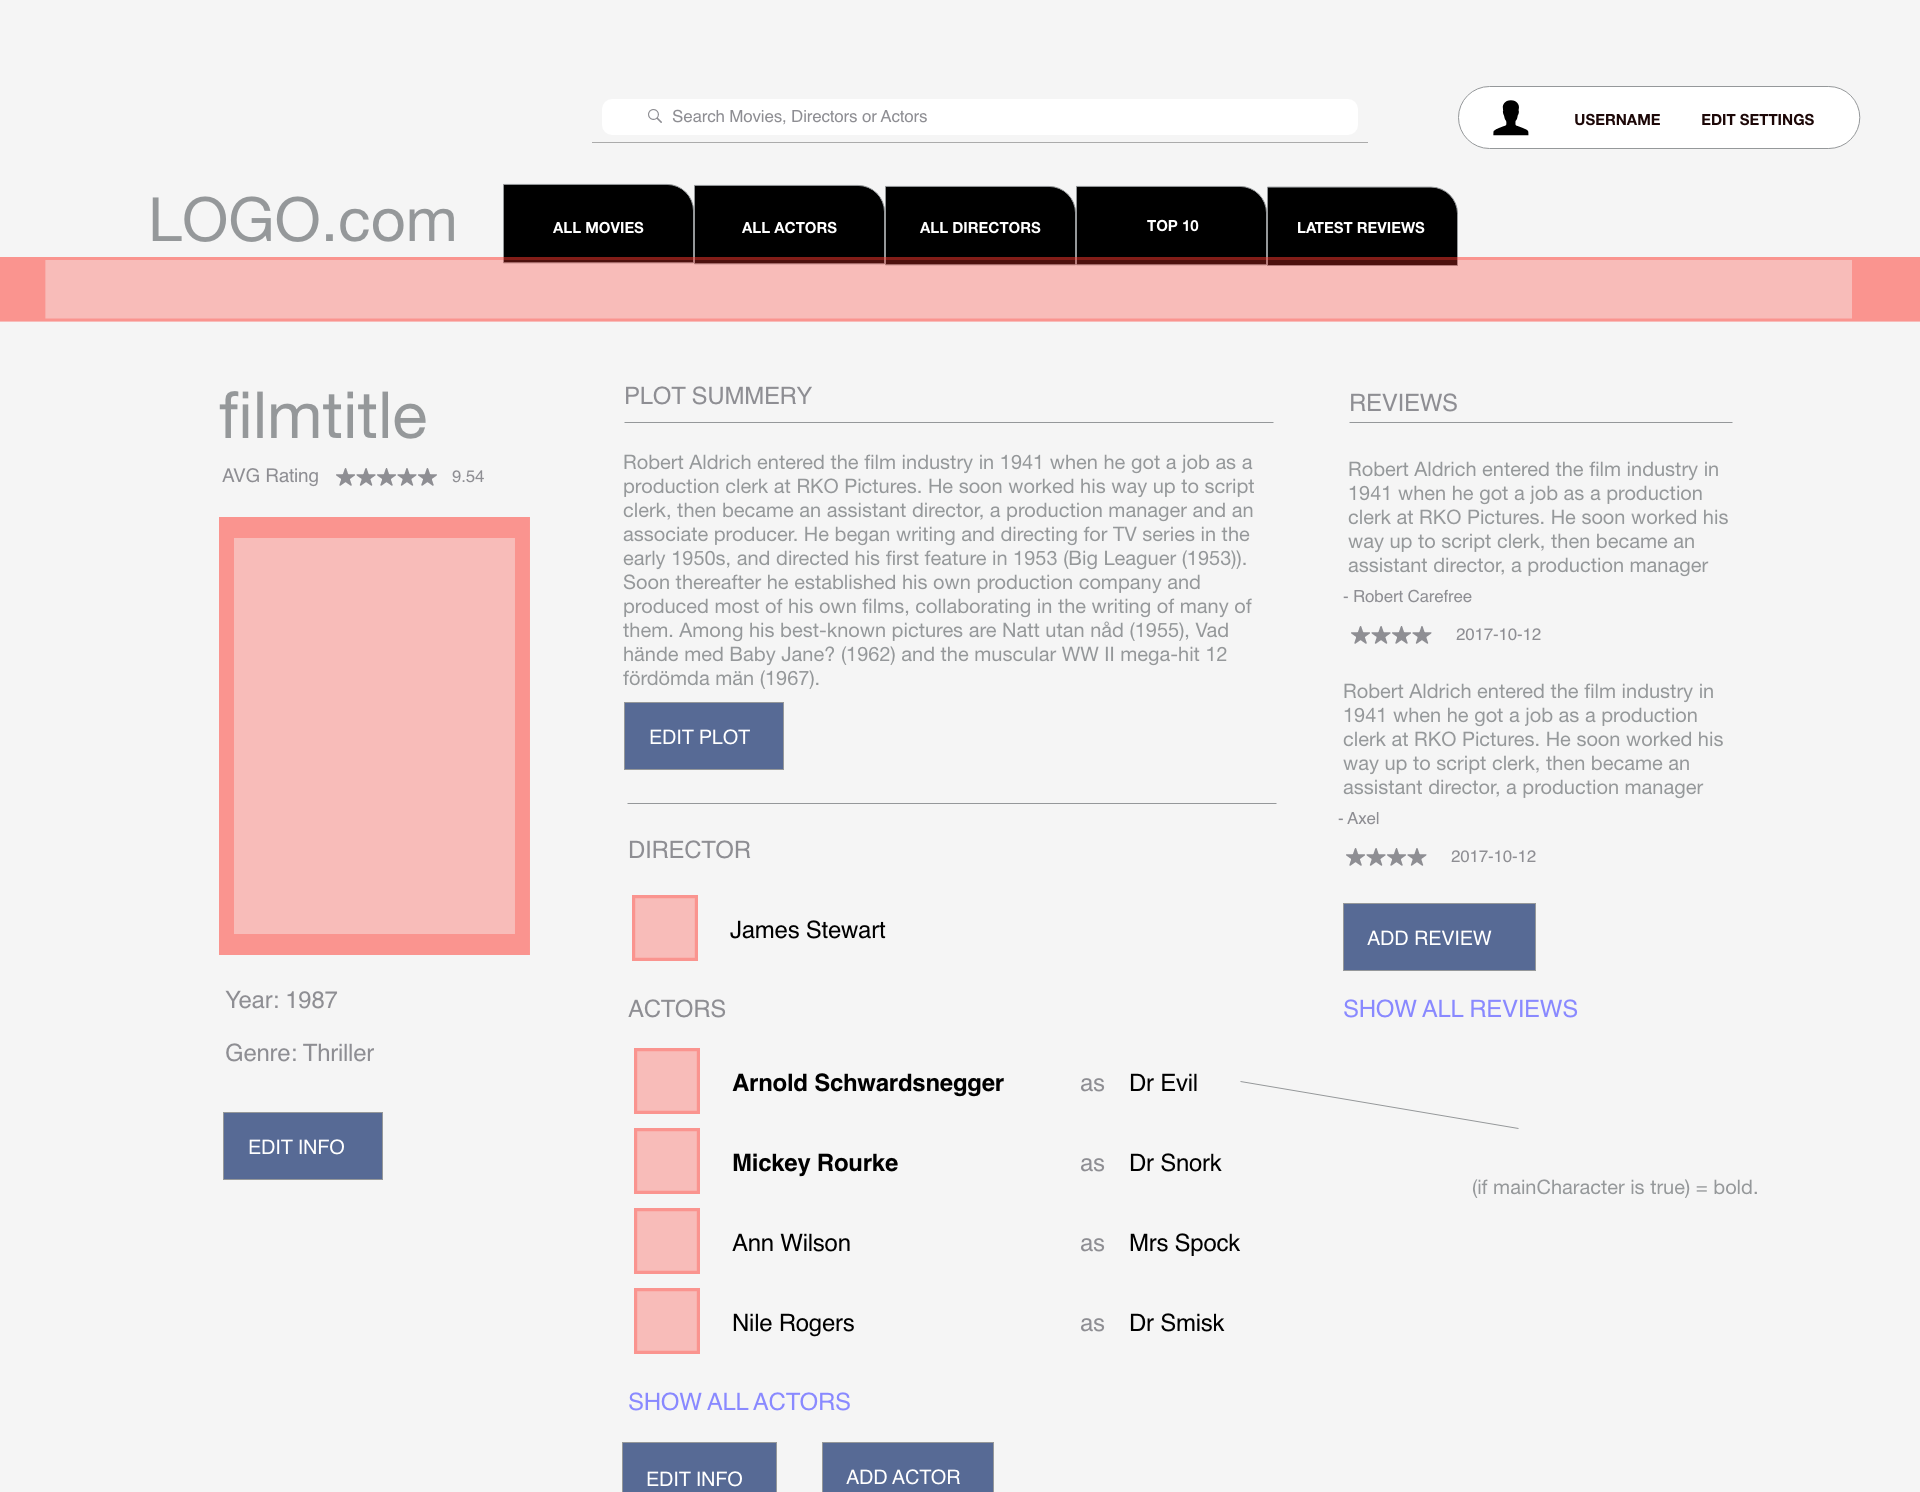 Search Movies, Directors or Actors
USERNAME
EDIT SETTINGS
LOGO.com
ALL MOVIES
ALL ACTORS
ALL DIRECTORS
TOP 10
LATEST REVIEWS
filmtitle
AVG Rating ★★★★★ 9.54
Year: 1987
Genre: Thriller
EDIT INFO
PLOT SUMMERY
Robert Aldrich entered the film industry in 1941 when he got a job as a
production clerk at RKO Pictures. He soon worked his way up to script
clerk, then became an assistant director, a production manager and an
associate producer. He began writing and directing for TV series in the
early 1950s, and directed his first feature in 1953 (Big Leaguer (1953)).
Soon thereafter he established his own production company and
produced most of his own films, collaborating in the writing of many of
them. Among his best-known pictures are Natt utan nåd (1955), Vad
hände med Baby Jane? (1962) and the muscular WW II mega-hit 12
fördömda män (1967).
EDIT PLOT
DIRECTOR
James Stewart
ACTORS
Arnold Schwardsnegger as Dr Evil
Mickey Rourke as Dr Snork
Ann Wilson as Mrs Spock
Nile Rogers as Dr Smisk
SHOW ALL ACTORS
EDIT INFO
ADD ACTOR
REVIEWS
Robert Aldrich entered the film industry in
1941 when he got a job as a production
clerk at RKO Pictures. He soon worked his
way up to script clerk, then became an
assistant director, a production manager
- Robert Carefree
★★★★ 2017-10-12
Robert Aldrich entered the film industry in
1941 when he got a job as a production
clerk at RKO Pictures. He soon worked his
way up to script clerk, then became an
assistant director, a production manager
- Axel
★★★★ 2017-10-12
ADD REVIEW
SHOW ALL REVIEWS
(if mainCharacter is true) = bold.